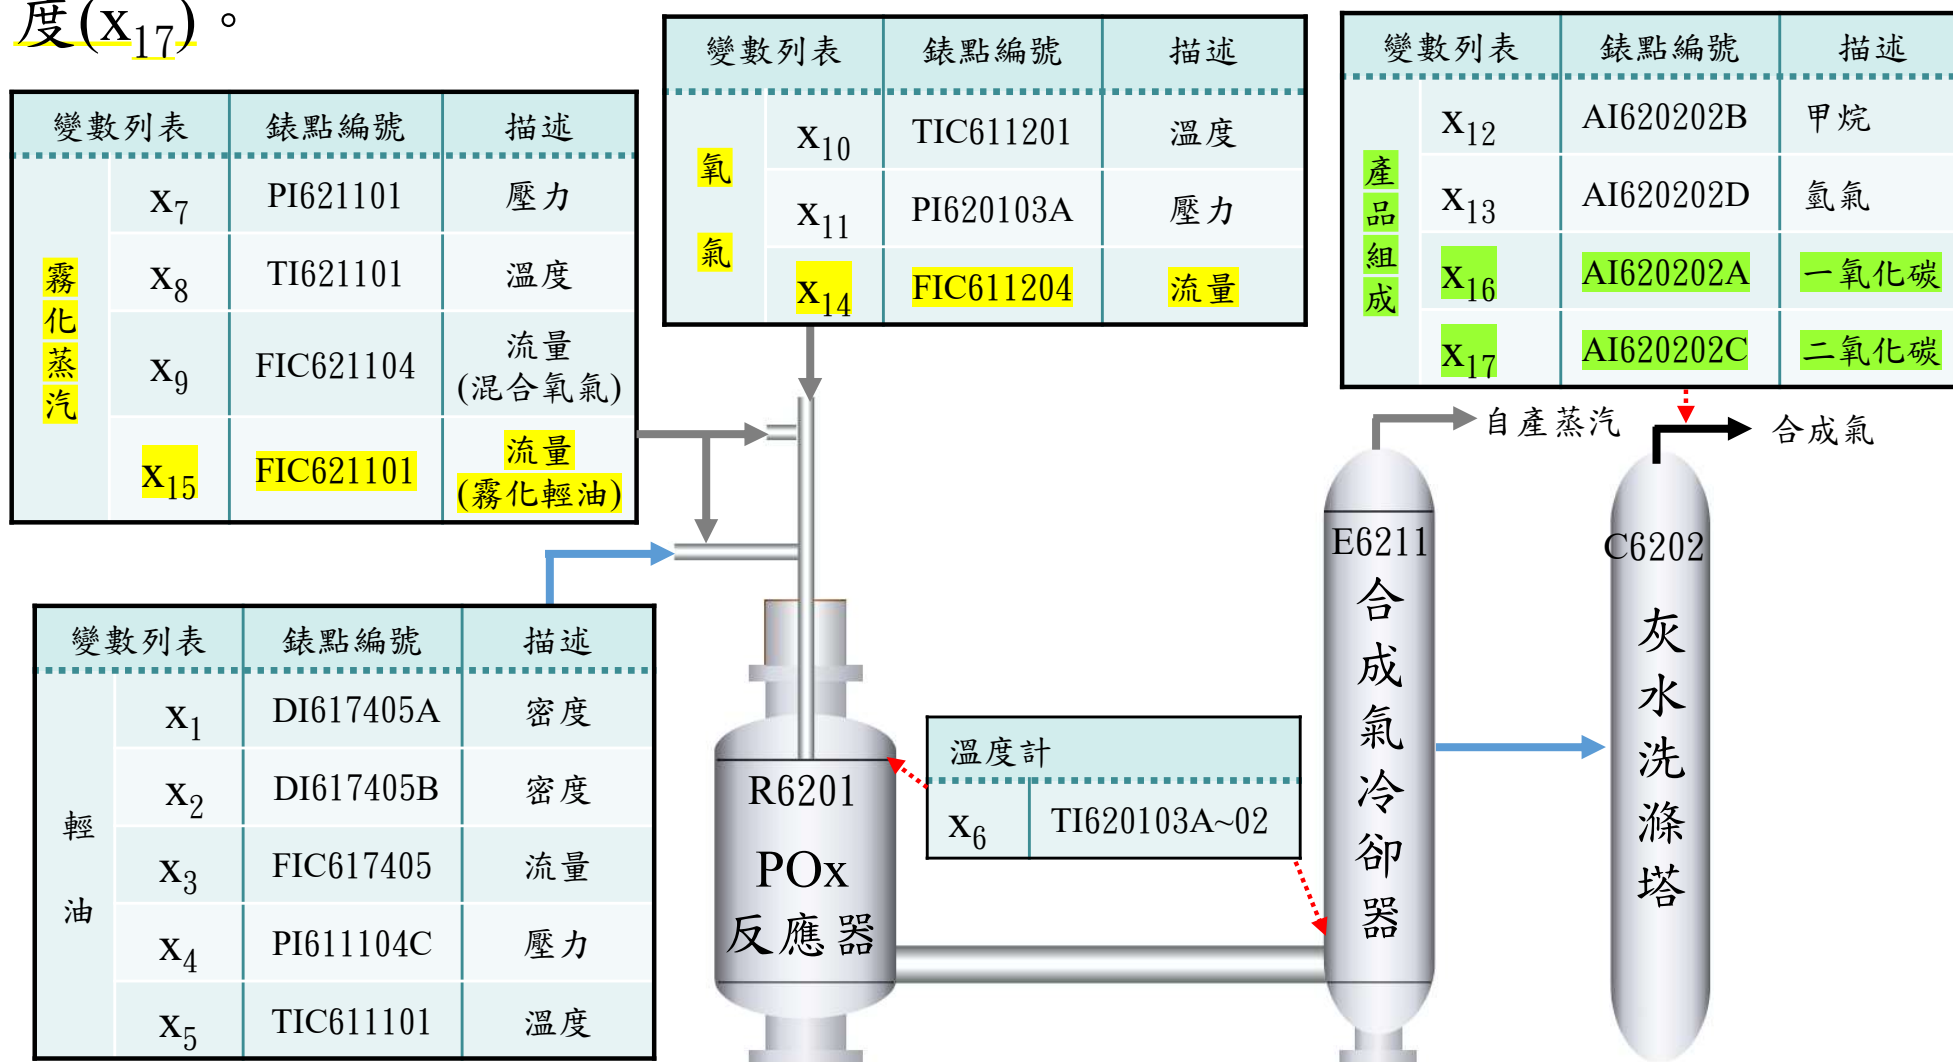 度(x₁₇)。
變數列表 錶點編號 描述
霧化蒸汽
x₇ PI621101 壓力
x₈ TI621101 溫度
x₉ FIC621104 流量
(混合氧氣)
x₁₅ FIC621101 流量
(霧化輕油)
變數列表 錶點編號 描述
氧氣
x₁₀ TIC611201 溫度
x₁₁ PI620103A 壓力
x₁₄ FIC611204 流量
變數列表 錶點編號 描述
產品組成
x₁₂ AI620202B 甲烷
x₁₃ AI620202D 氫氣
x₁₆ AI620202A 一氧化碳
x₁₇ AI620202C 二氧化碳
自產蒸汽
合成氣
變數列表 錶點編號 描述
輕油
x₁ DI617405A 密度
x₂ DI617405B 密度
x₃ FIC617405 流量
x₄ PI611104C 壓力
x₅ TIC611101 溫度
R6201
POx
反應器
溫度計
x₆ TI620103A~02
E6211
合成氣冷卻器
C6202
灰水洗滌塔